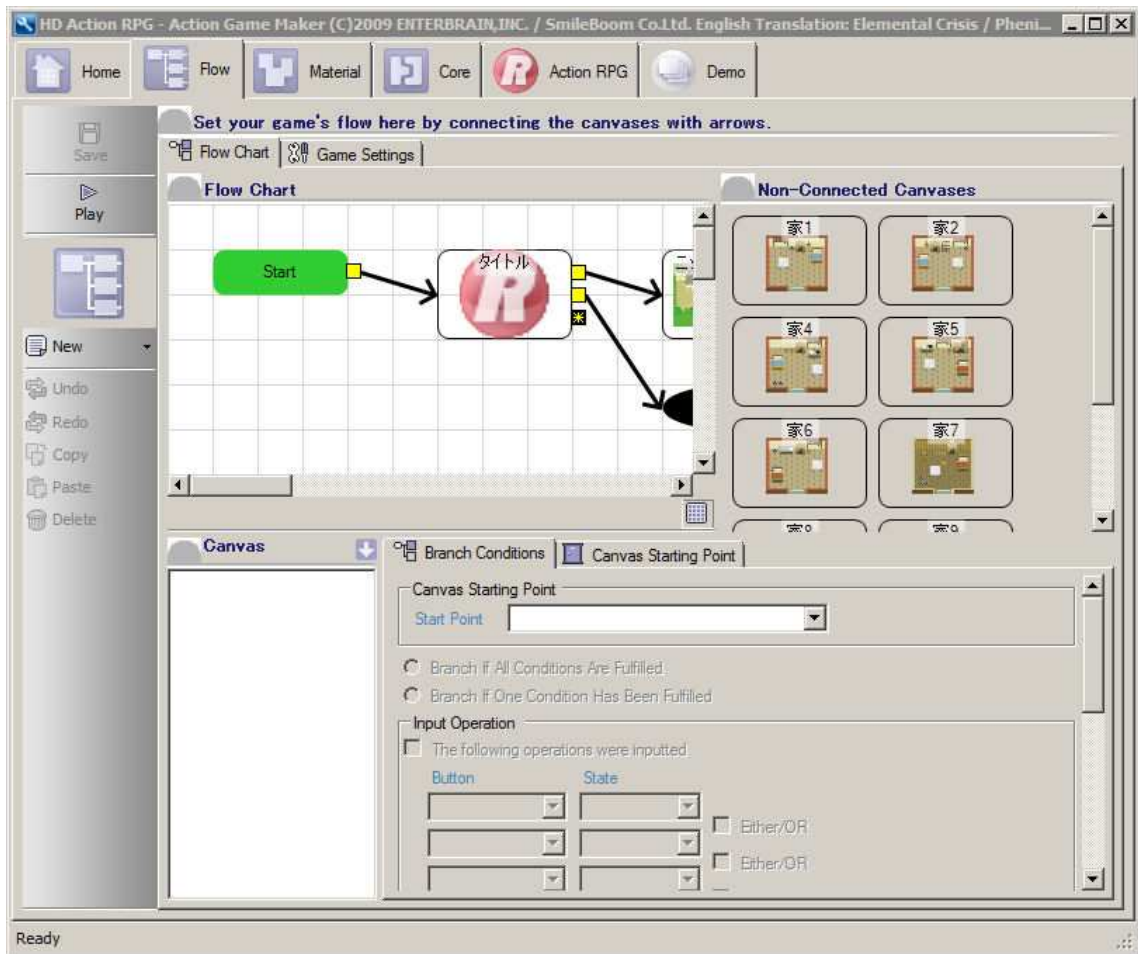 HD Action RPG - Action Game Maker (C)2009 ENTERBRAIN,INC. / SmileBoom Co.Ltd. English Translation: Elemental Crisis / Pheni...
Home
Flow
Material
Core
Action RPG
Demo
Save
Play
New
Undo
Redo
Copy
Paste
Delete
Set your game's flow here by connecting the canvases with arrows.
Flow Chart
Game Settings
Flow Chart
Start
タイトル
Non-Connected Canvases
家1
家2
家4
家5
家6
家7
Canvas
Branch Conditions
Canvas Starting Point
Canvas Starting Point
Start Point
Branch If All Conditions Are Fulfilled
Branch If One Condition Has Been Fulfilled
Input Operation
The following operations were inputted
Button State
Either/OR
Either/OR
Ready